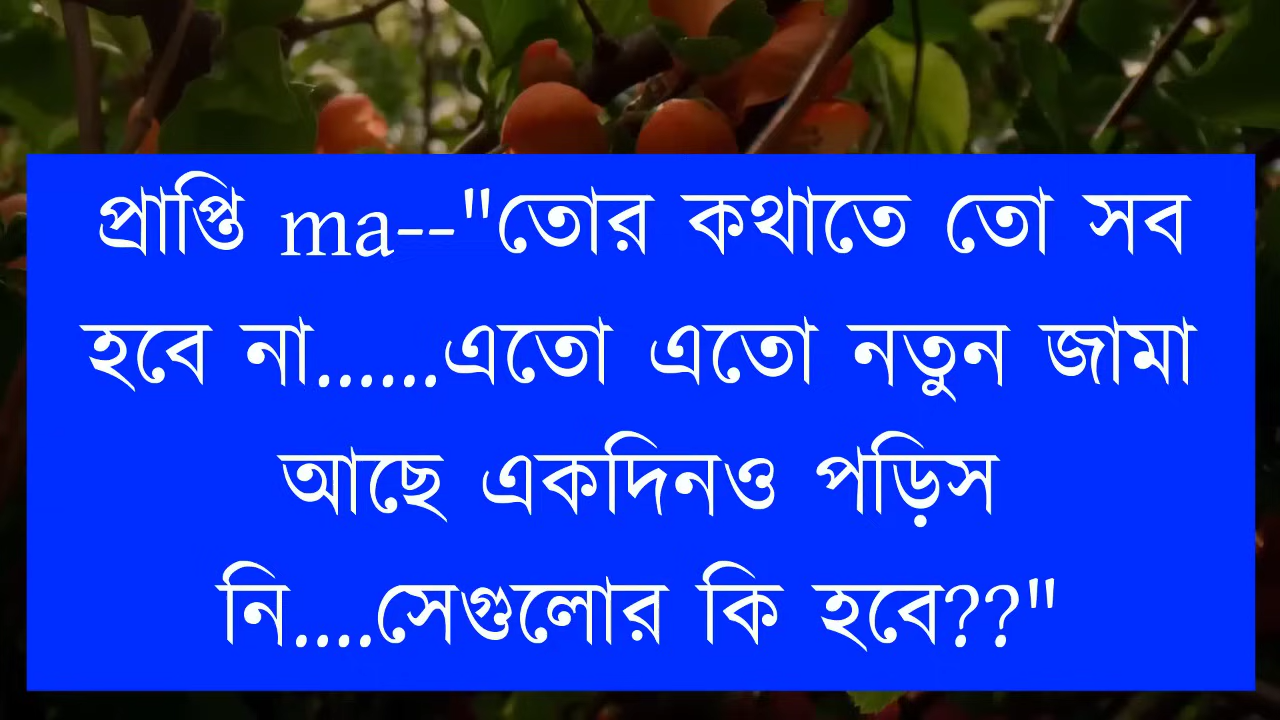 প্রাপ্তি ma--"তোর কথাতে তো সব
হবে না......এতো এতো নতুন জামা
আছে একদিনও পড়িস
নি....সেগুলোর কি হবে??"